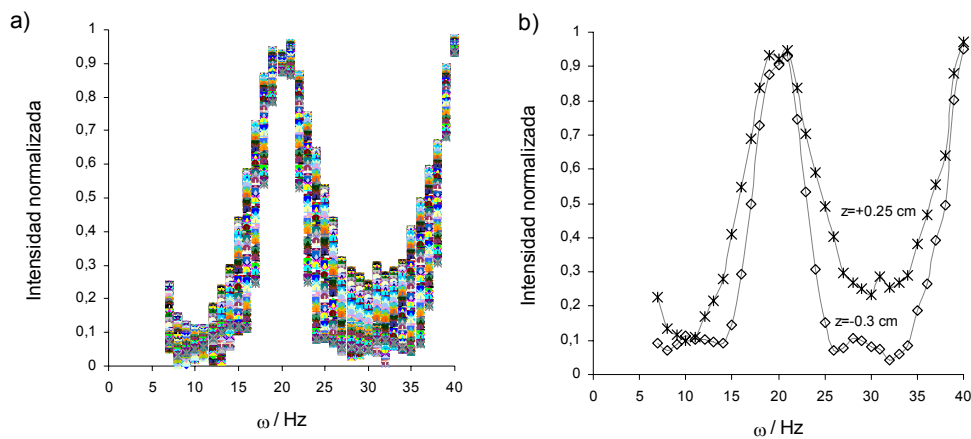 a)
Intensidad normalizada
1
0,9
0,8
0,7
0,6
0,5
0,4
0,3
0,2
0,1
0
0 5 10 15 20 25 30 35 40
ω / Hz
b)
Intensidad normalizada
1
0,9
0,8
0,7
0,6
0,5
0,4
0,3
0,2
0,1
0
z=+0.25 cm
z=-0.3 cm
0 5 10 15 20 25 30 35 40
ω / Hz